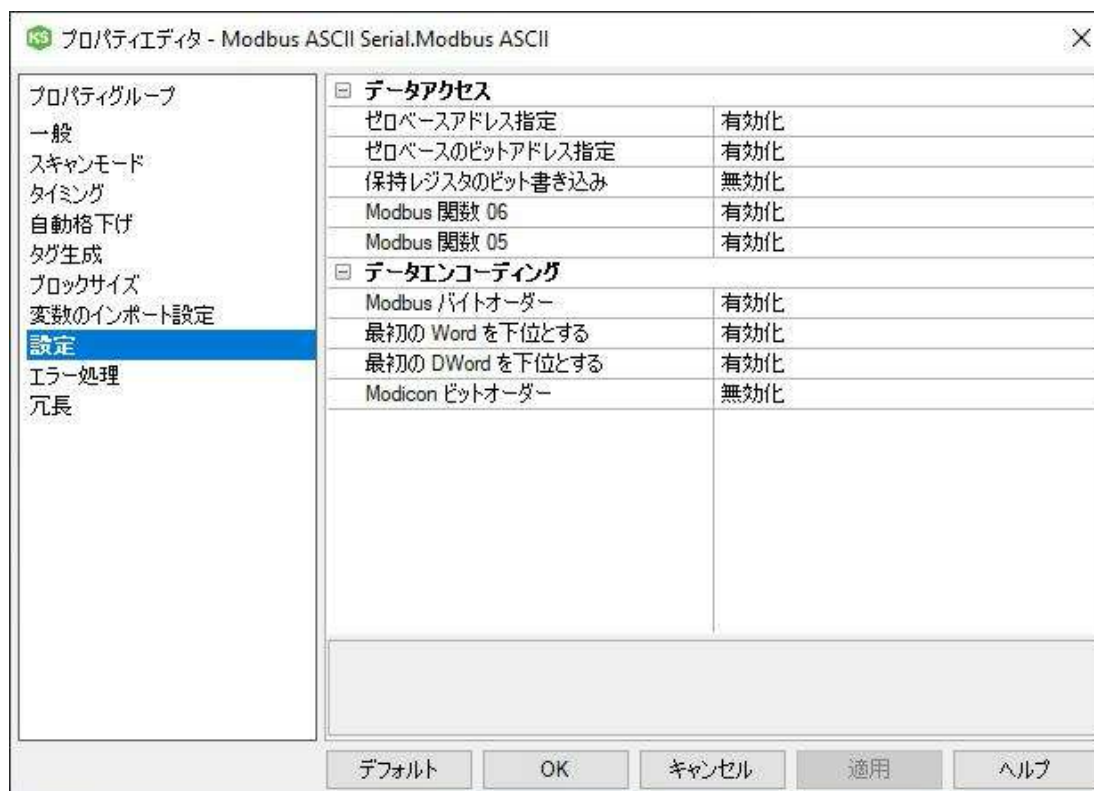 KS プロパティエディタ - Modbus ASCII Serial.Modbus ASCII
プロパティグループ
一般
スキャンモード
タイミング
自動格下げ
タグ生成
ブロックサイズ
変数のインポート設定
設定
エラー処理
冗長
データアクセス
ゼロベースアドレス指定 有効化
ゼロベースのビットアドレス指定 有効化
保持レジスタのビット書き込み 無効化
Modbus 関数 06 有効化
Modbus 関数 05 有効化
データエンコーディング
Modbus バイトオーダー 有効化
最初の Word を下位とする 有効化
最初の DWord を下位とする 有効化
Modicon ビットオーダー 無効化
デフォルト OK キャンセル 適用 ヘルプ